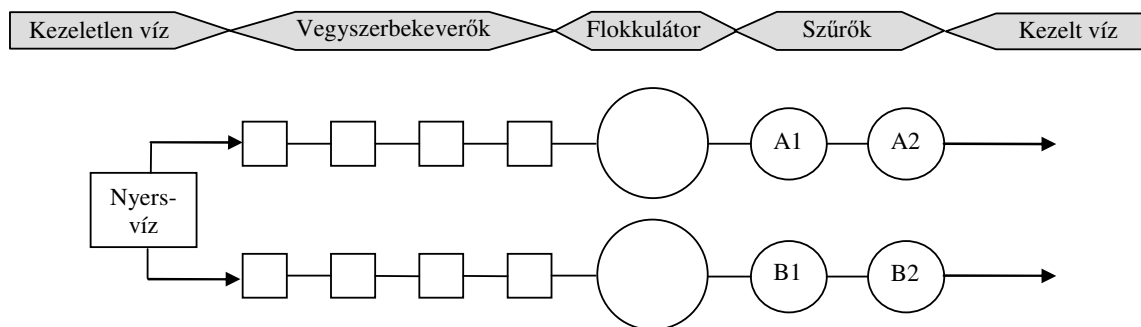 Kezeletlen víz
Vegyszerbekeverők
Flokkulátor
Szűrők
Kezelt víz
A1
A2
Nyers-
víz
B1
B2